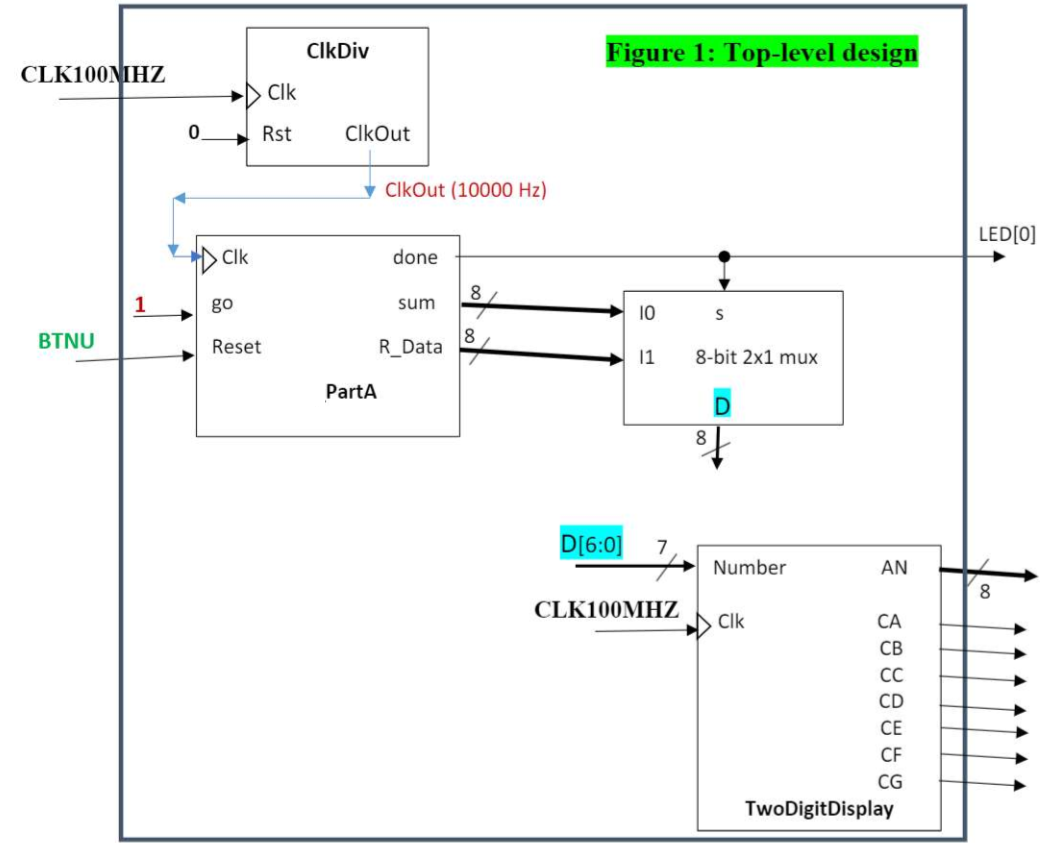 Figure 1: Top-level design
ClkDiv
CLK100MHZ
Clk
0
Rst ClkOut
ClkOut (10000 Hz)
LED[0]
Clk done
1
go sum
8
BTNU
Reset R_Data
8
PartA
I0 s
I1 8-bit 2x1 mux
D
8
D[6:0]
7
Number AN
8
CLK100MHZ
Clk
CA
CB
CC
CD
CE
CF
CG
TwoDigitDisplay